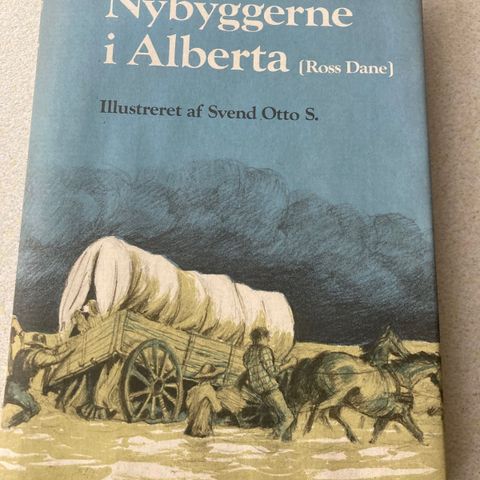 Nybyggerne
i Alberta (Ross Dane)
Illustreret af Svend Otto S.